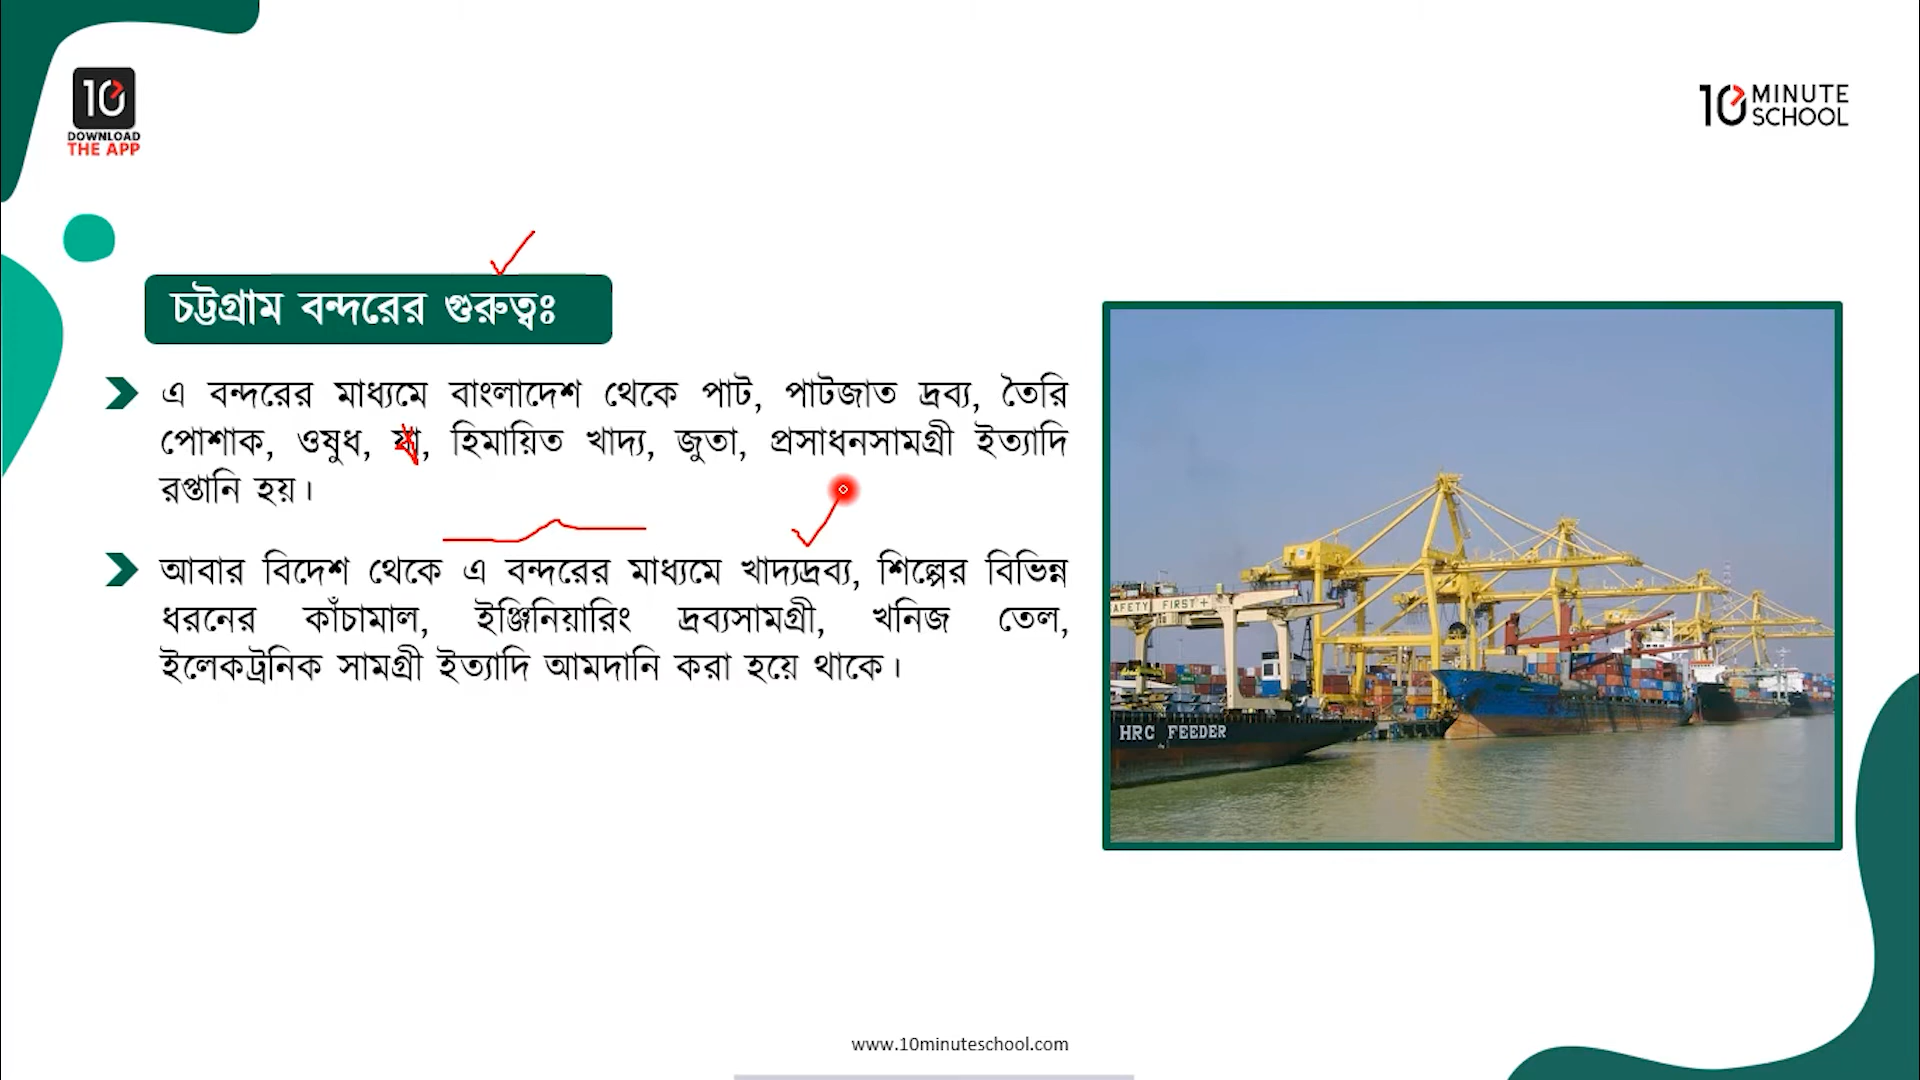 10
DOWNLOAD
THE APP
10 MINUTE
SCHOOL
চট্টগ্রাম বন্দরের গুরুত্বঃ
এ বন্দরের মাধ্যমে বাংলাদেশ থেকে পাট, পাটজাত দ্রব্য, তৈরি
পোশাক, ওষুধ, হিমায়িত খাদ্য, জুতা, প্রসাধনসামগ্রী ইত্যাদি
রপ্তানি হয়।
আবার বিদেশ থেকে এ বন্দরের মাধ্যমে খাদ্যদ্রব্য, শিল্পের বিভিন্ন
ধরনের কাঁচামাল, ইঞ্জিনিয়ারিং দ্রব্যসামগ্রী, খনিজ তেল,
ইলেকট্রনিক সামগ্রী ইত্যাদি আমদানি করা হয়ে থাকে।
AFETY FIRST +
HRC FEEDER
www.10minuteschool.com